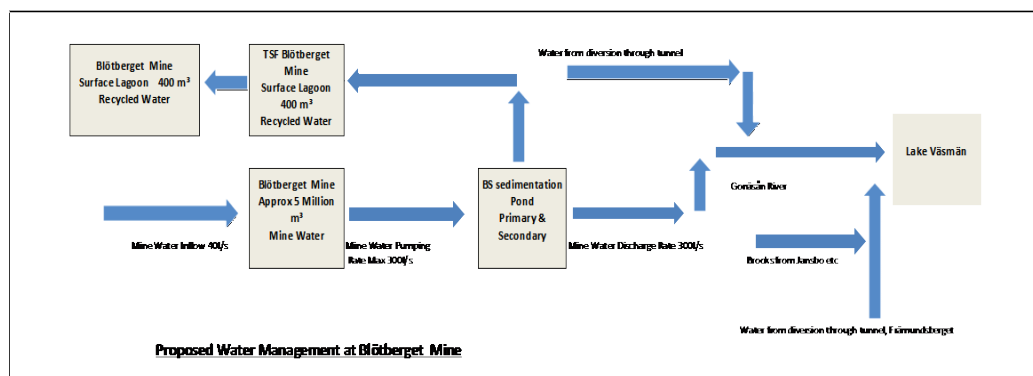 Blötberget Mine
Surface Lagoon 400 m³
Recycled Water
TSF Blötberget
Mine
Surface Lagoon
400 m³
Recycled Water
Water from diversion through tunnel
Lake Väsmän
Gonäsån River
Blötberget Mine
Approx 5 Million
m³
Mine Water
BS sedimentation
Pond
Primary &
Secondary
Mine Water Inflow 40l/s
Mine Water Pumping
Rate Max 300l/s
Mine Water Discharge Rate 300l/s
Brooks from Jansbo etc
Water from diversion through tunnel, Främundsberget
Proposed Water Management at Blötberget Mine